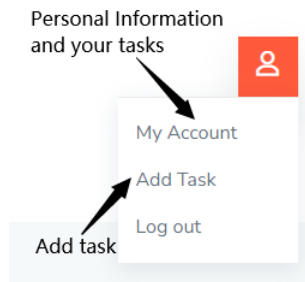 Personal Information
and your tasks
My Account
Add Task
Log out
Add task